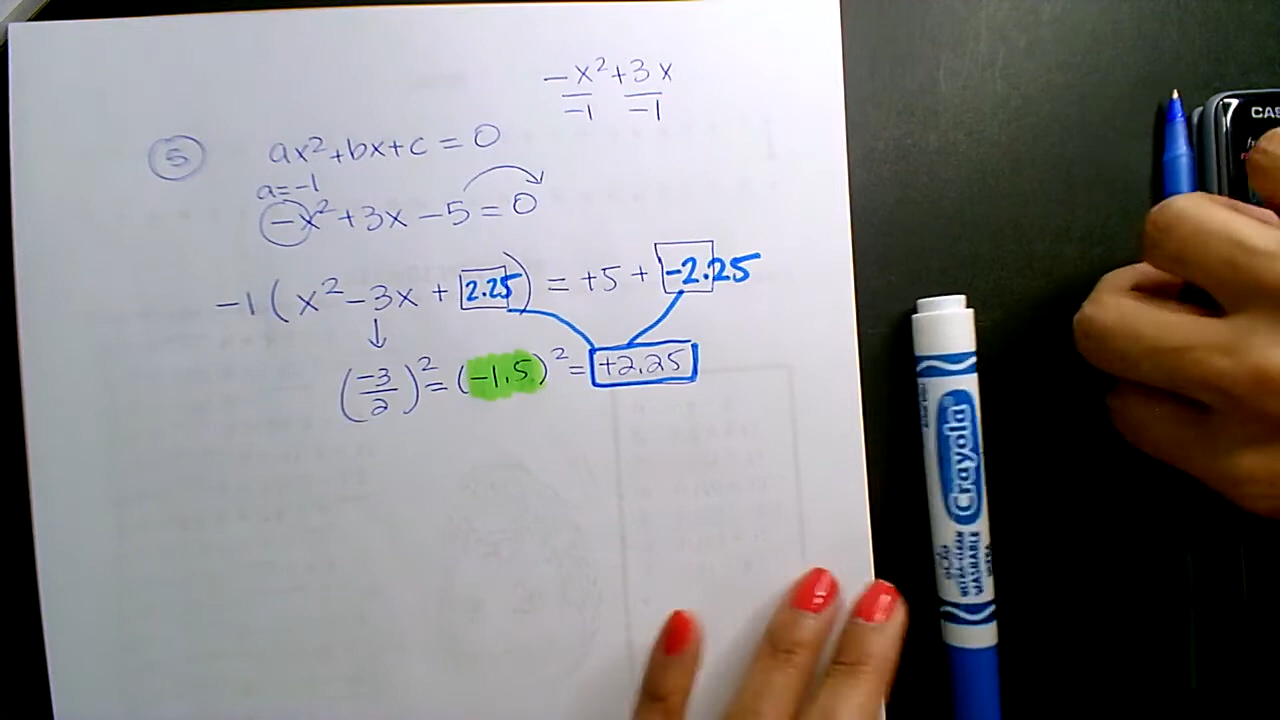 -x² + 3x
-1 -1
5 ax² + bx + c = 0
a = -1
-x² + 3x - 5 = 0
-1 ( x² - 3x + 2.25 ) = +5 + -2.25
↓
(-3/2)² = (-1.5)² = +2.25
CAS
Crayola
WASHABLE